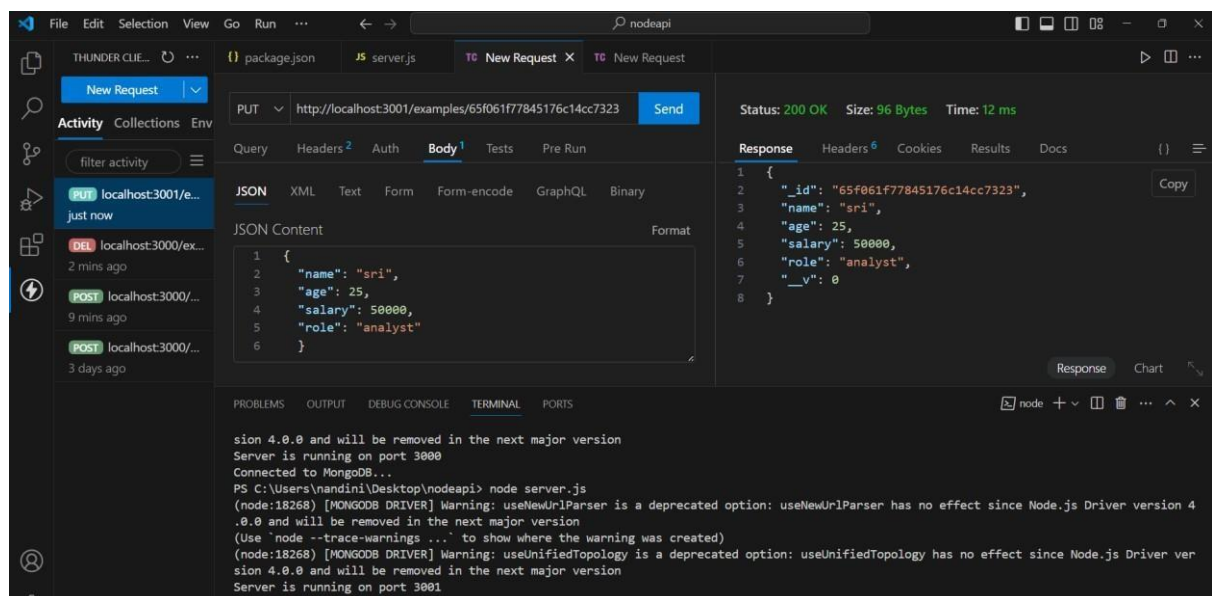 File Edit Selection View Go Run ... nodeapi
THUNDER CLIE... ...
{} package.json JS server.js TC New Request TC New Request ...
New Request
Activity Collections Env
filter activity
PUT localhost:3001/e...
just now
DEL localhost:3000/ex...
2 mins ago
POST localhost:3000/...
9 mins ago
POST localhost:3000/...
3 days ago
PUT http://localhost:3001/examples/65f061f77845176c14cc7323 Send
Query Headers 2 Auth Body 1 Tests Pre Run
JSON XML Text Form Form-encode GraphQL Binary
JSON Content Format
1 {
2 "name": "sri",
3 "age": 25,
4 "salary": 50000,
5 "role": "analyst"
6 }
Status: 200 OK Size: 96 Bytes Time: 12 ms
Response Headers 6 Cookies Results Docs {}
Copy
1 {
2 "_id": "65f061f77845176c14cc7323",
3 "name": "sri",
4 "age": 25,
5 "salary": 50000,
6 "role": "analyst",
7 "__v": 0
8 }
Response Chart
PROBLEMS OUTPUT DEBUG CONSOLE TERMINAL PORTS node ...
sion 4.0.0 and will be removed in the next major version
Server is running on port 3000
Connected to MongoDB...
PS C:\Users\nandini\Desktop\nodeapi> node server.js
(node:18268) [MONGODB DRIVER] Warning: useNewUrlParser is a deprecated option: useNewUrlParser has no effect since Node.js Driver version 4
.0.0 and will be removed in the next major version
(Use `node --trace-warnings ...` to show where the warning was created)
(node:18268) [MONGODB DRIVER] Warning: useUnifiedTopology is a deprecated option: useUnifiedTopology has no effect since Node.js Driver ver
sion 4.0.0 and will be removed in the next major version
Server is running on port 3001